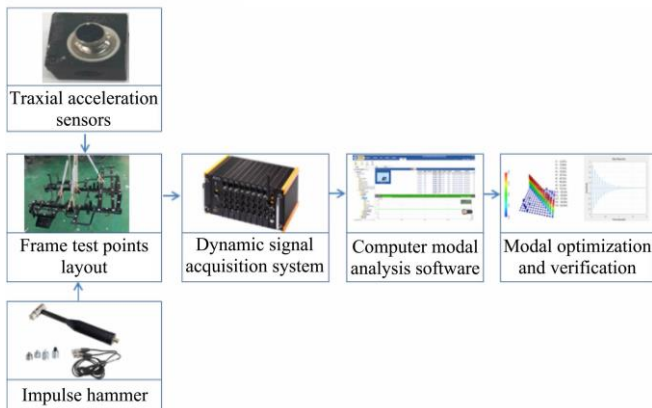 Traxial acceleration
sensors
Frame test points
layout
Dynamic signal
acquisition system
Computer modal
analysis software
Modal optimization
and verification
Impulse hammer